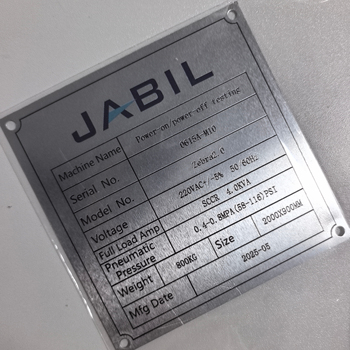 JABIL
Machine Name Power-on/power-off testing
Serial No. 0615A-M10
Model No. Zebra2.0
Voltage 220VAC+/-5% 50/60Hz
Full Load Amp SCCR 4.0KVA
Pneumatic Pressure 0.4-0.8MPA(58-116)PSI
Weight 800KG Size 2000X900MM
Mfg Date 2025-05